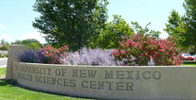 UNIVERSITY OF NEW MEXICO
HEALTH SCIENCES CENTER